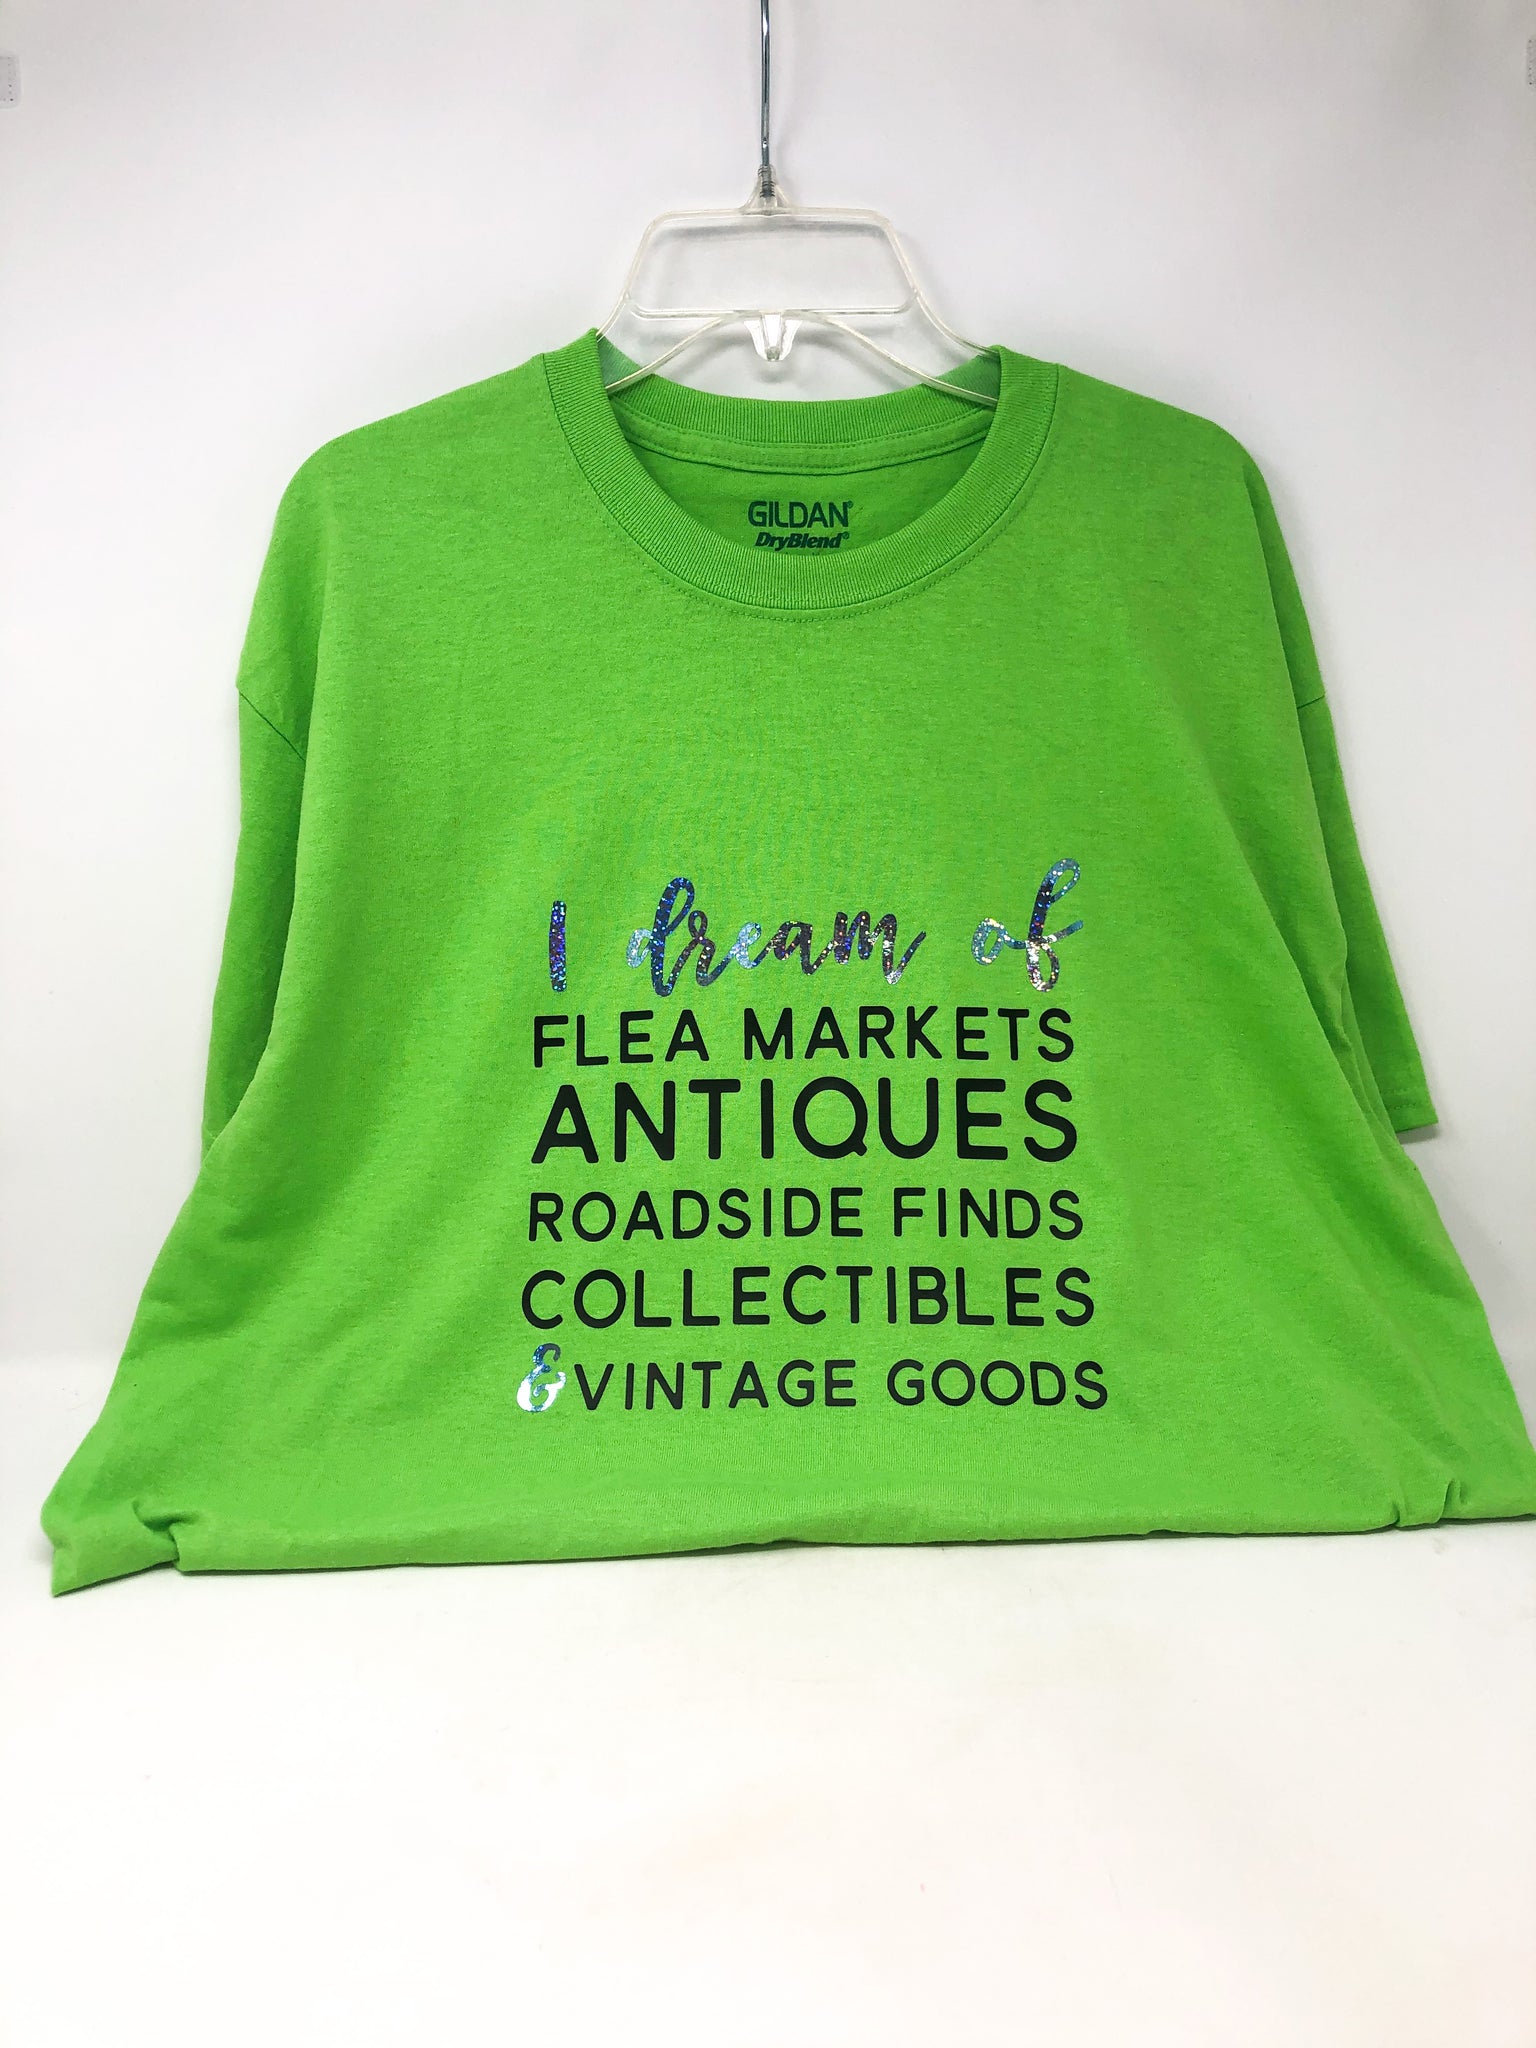 GILDAN®
DryBlend®
I dream of
FLEA MARKETS
ANTIQUES
ROADSIDE FINDS
COLLECTIBLES
& VINTAGE GOODS